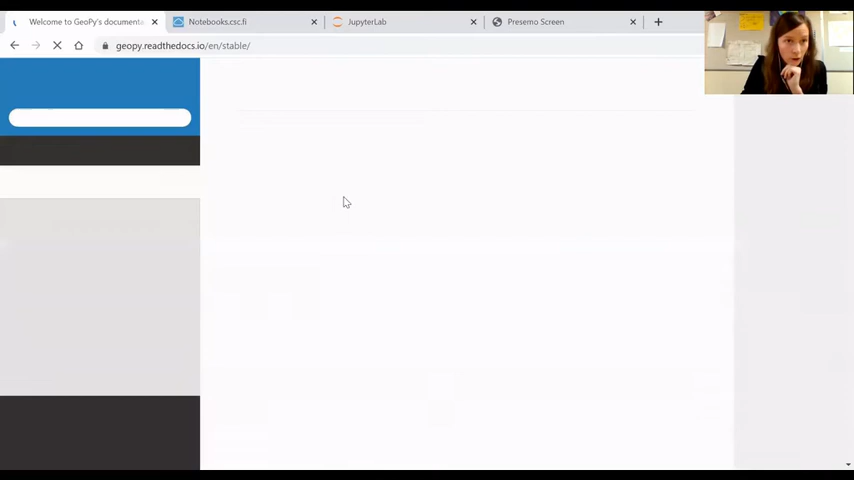 Welcome to GeoPy's documenta
Notebooks.csc.fi
JupyterLab
Presemo Screen
geopy.readthedocs.io/en/stable/